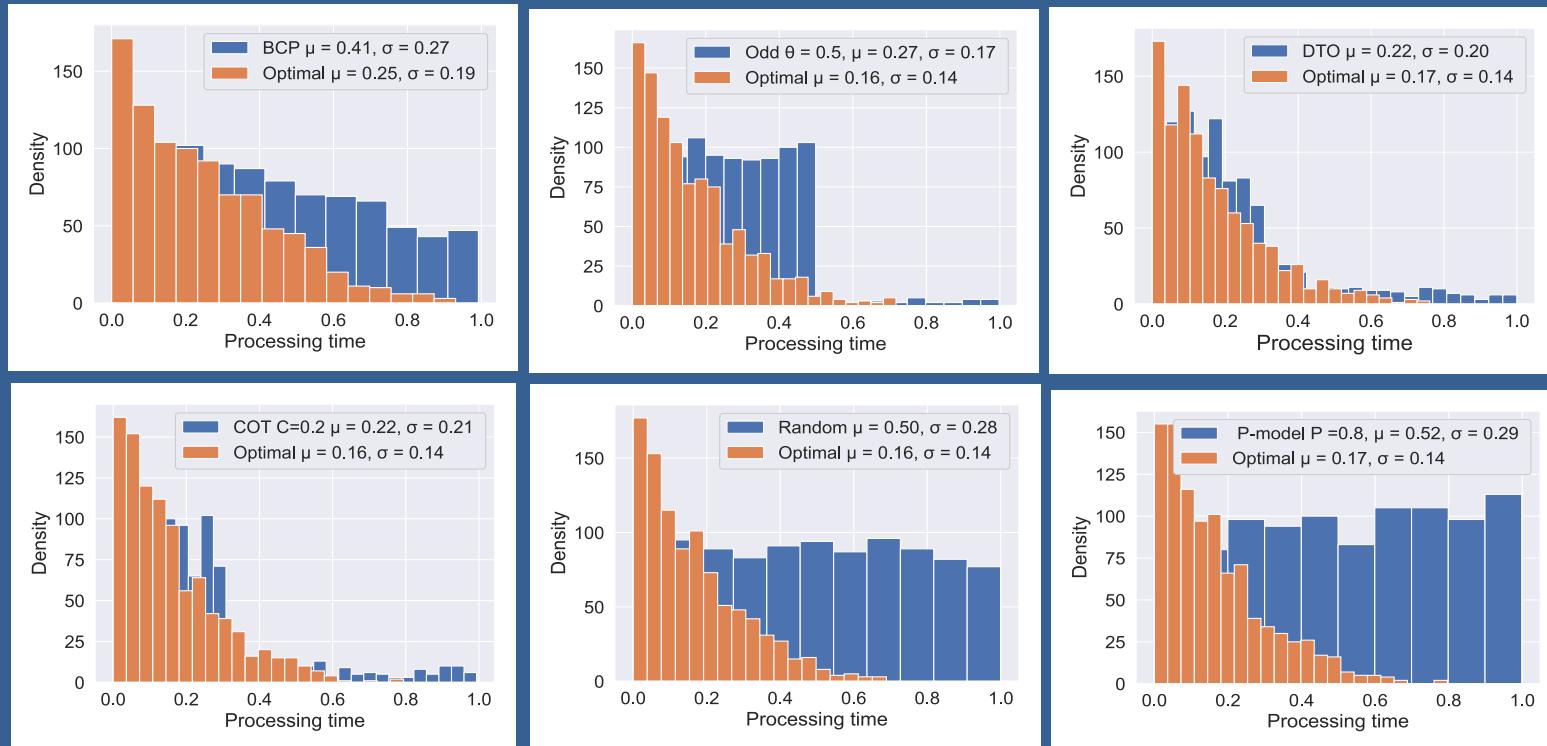 BCP μ = 0.41, σ = 0.27
Optimal μ = 0.25, σ = 0.19
150
100
50
0
Density
0.0 0.2 0.4 0.6 0.8 1.0
Processing time
Odd θ = 0.5, μ = 0.27, σ = 0.17
Optimal μ = 0.16, σ = 0.14
150
125
100
75
50
25
0
Density
0.0 0.2 0.4 0.6 0.8 1.0
Processing time
DTO μ = 0.22, σ = 0.20
Optimal μ = 0.17, σ = 0.14
150
100
50
0
Density
0.0 0.2 0.4 0.6 0.8 1.0
Processing time
COT C=0.2 μ = 0.22, σ = 0.21
Optimal μ = 0.16, σ = 0.14
150
125
100
75
50
25
0
Density
0.0 0.2 0.4 0.6 0.8 1.0
Processing time
Random μ = 0.50, σ = 0.28
Optimal μ = 0.16, σ = 0.14
150
100
50
0
Density
0.0 0.2 0.4 0.6 0.8 1.0
Processing time
P-model P =0.8, μ = 0.52, σ = 0.29
Optimal μ = 0.17, σ = 0.14
150
125
100
75
50
25
0
Density
0.0 0.2 0.4 0.6 0.8 1.0
Processing time